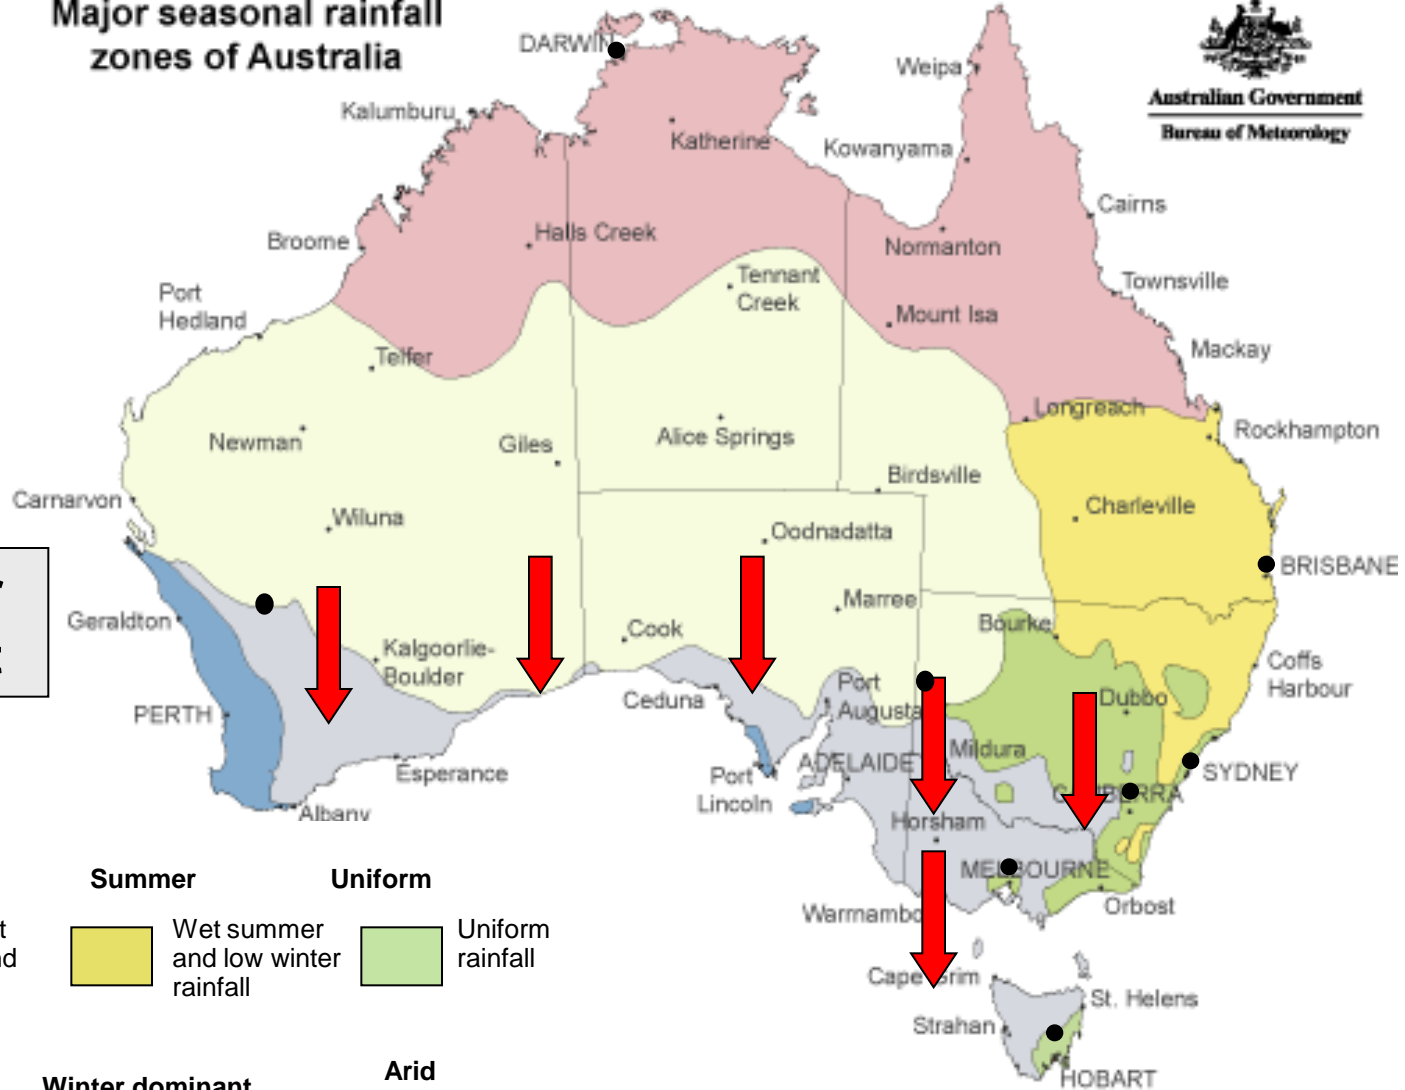 Major seasonal rainfall
zones of Australia
DARWIN
Weipa
Australian Government
Bureau of Meteorology
Kalumburu
Katherine
Kowanyama
Cairns
Broome
Halls Creek
Normanton
Tennant
Creek
Townsville
Port
Hedland
Mount Isa
Telfer
Mackay
Longreach
Newman
Giles
Alice Springs
Rockhampton
Birdsville
Carnarvon
Charleville
Wiluna
Oodnadatta
BRISBANE
Marree
Geraldton
Cook
Bourke
Kalgoorlie-
Boulder
Coffs
Harbour
Ceduna
Port
Augusta
Dubbo
PERTH
Mildura
ADELAIDE
SYDNEY
Esperance
Port
Lincoln
CANBERRA
Albany
Horsham
MELBOURNE
Orbost
Cape Grim
St. Helens
Strahan
HOBART
Summer
Uniform
Wet summer
and low winter
rainfall
Uniform
rainfall
Arid
Winter dominant